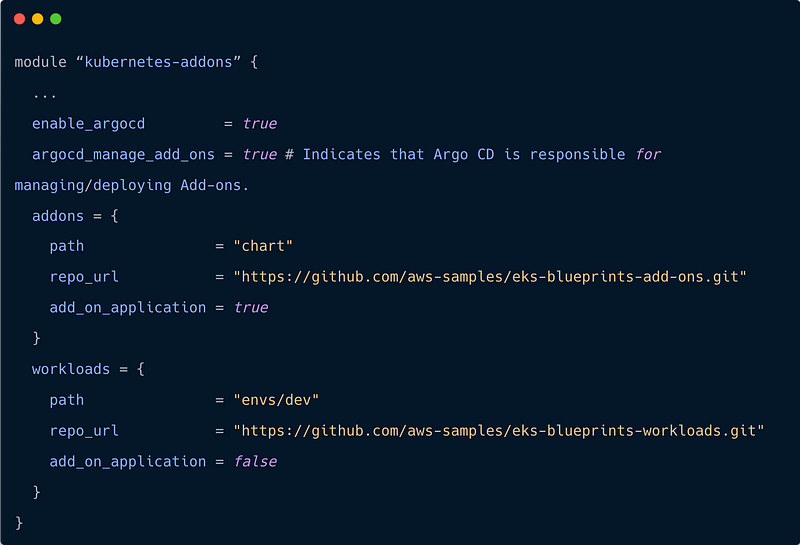 module “kubernetes-addons” {
  ...
  enable_argocd         = true
  argocd_manage_add_ons = true # Indicates that Argo CD is responsible for
managing/deploying Add-ons.
  addons = {
    path               = "chart"
    repo_url           = "https://github.com/aws-samples/eks-blueprints-add-ons.git"
    add_on_application = true
  }
  workloads = {
    path               = "envs/dev"
    repo_url           = "https://github.com/aws-samples/eks-blueprints-workloads.git"
    add_on_application = false
  }
}